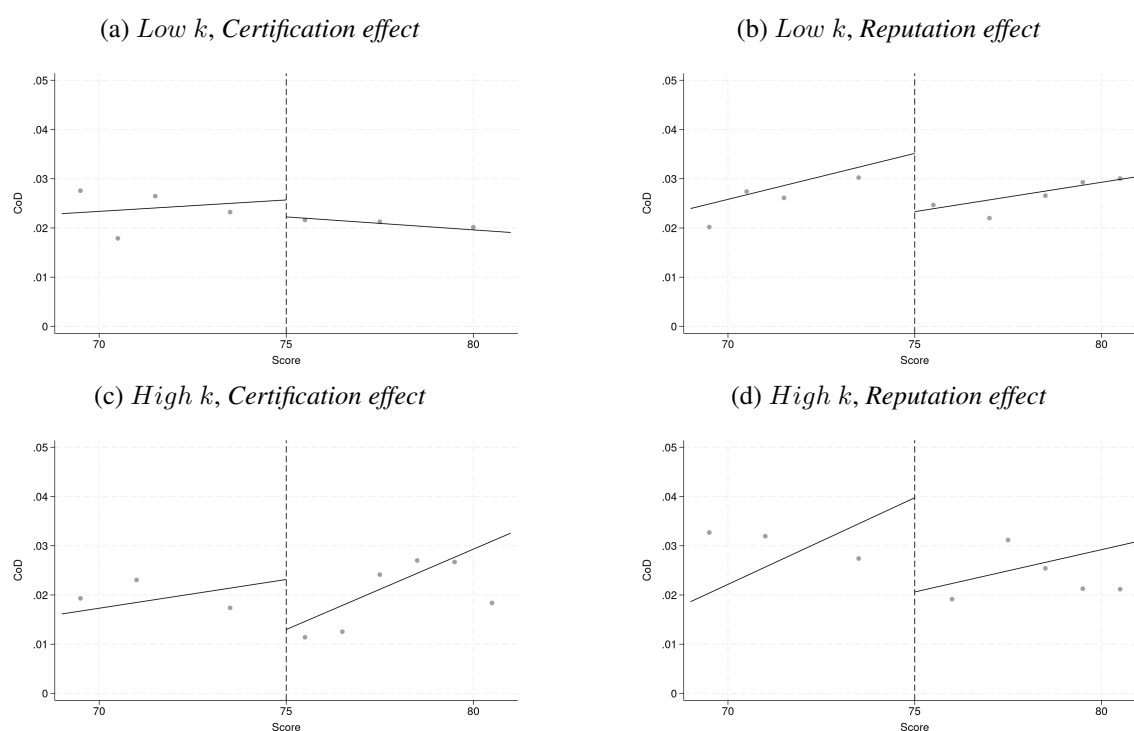 (a) Low k, Certification effect
.05
.04
.03
.02
.01
0
CoD
70 75 80
Score
(b) Low k, Reputation effect
.05
.04
.03
.02
.01
0
CoD
70 75 80
Score
(c) High k, Certification effect
.05
.04
.03
.02
.01
0
CoD
70 75 80
Score
(d) High k, Reputation effect
.05
.04
.03
.02
.01
0
CoD
70 75 80
Score